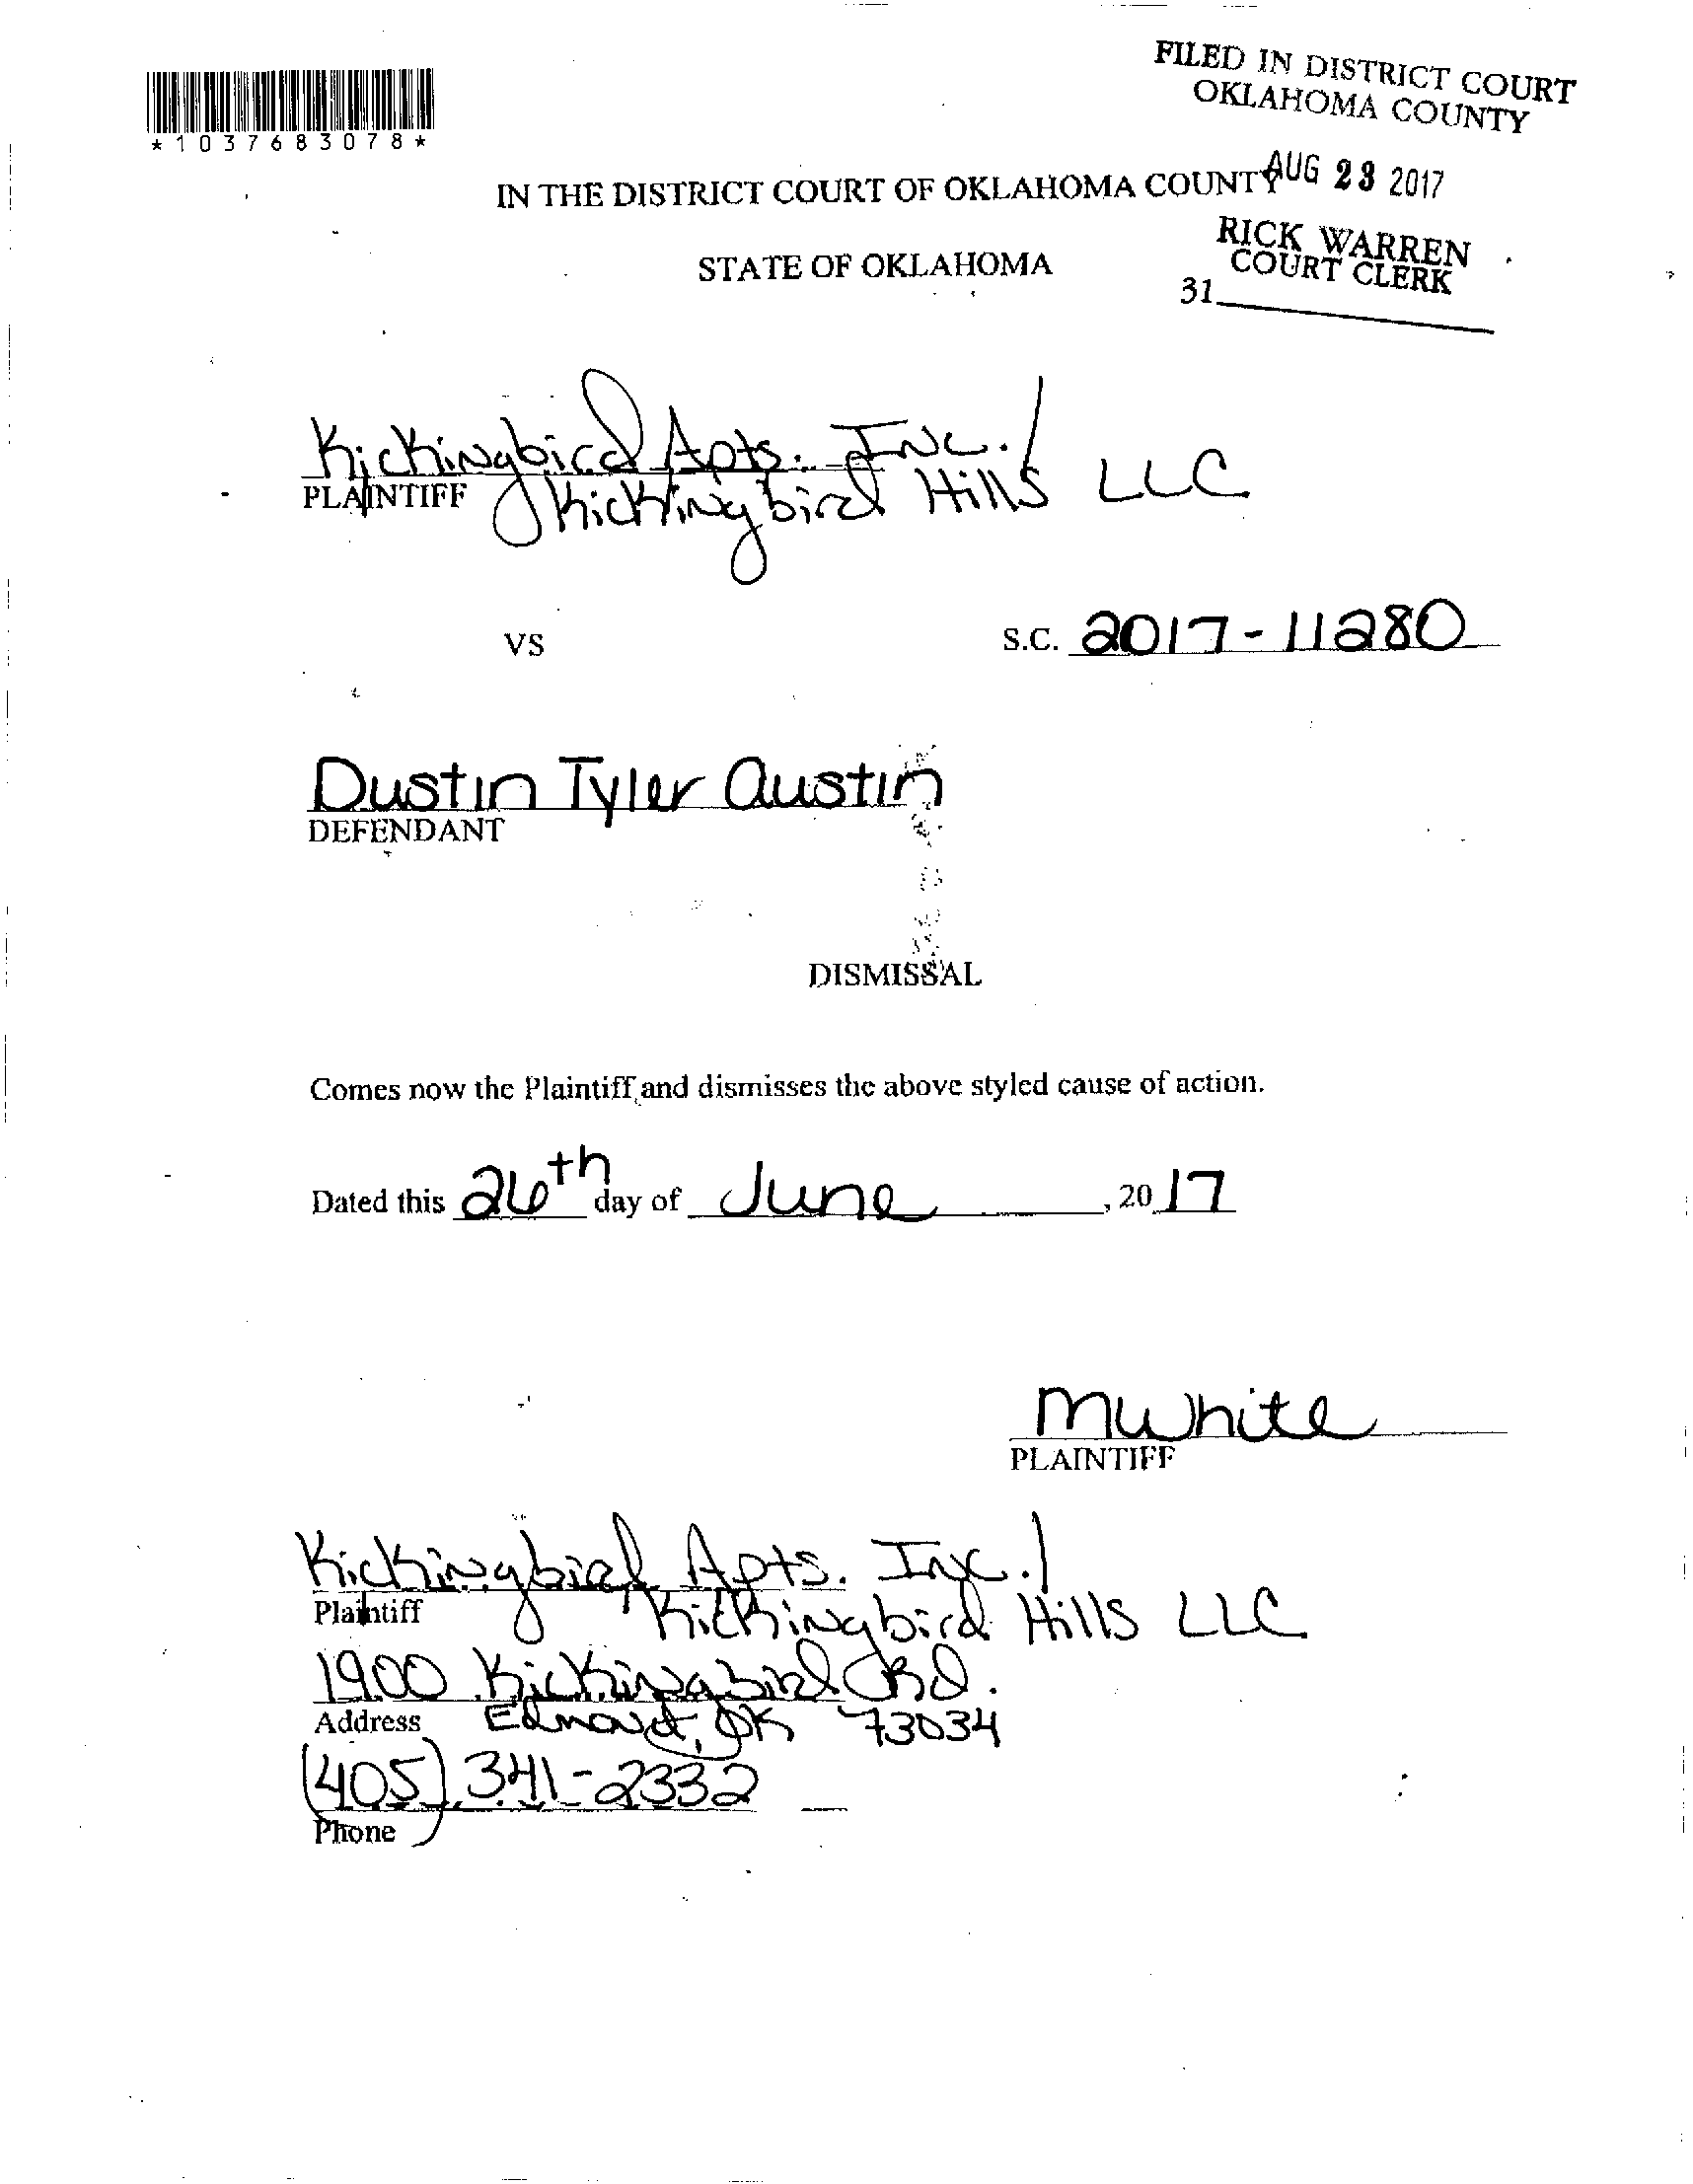 FILED IN DISTRICT COURT
OKLAHOMA COUNTY
*1037683078*
AUG 23 2017
IN THE DISTRICT COURT OF OKLAHOMA COUNTY
RICK WARREN
COURT CLERK
STATE OF OKLAHOMA
31
Kickingbird Apts. Inc./
PLAINTIFF Kickingbird Hills LLC
VS S.C. 2017-11280
Dustin Tyler Austin
DEFENDANT
DISMISSAL
Comes now the Plaintiff and dismisses the above styled cause of action.
Dated this 26th day of June, 2017
MWhite
PLAINTIFF
Kickingbird Apts. Inc./
Plaintiff Kickingbird Hills LLC
1900 Kickingbird Rd.
Address Edmond, OK 73034
(405) 341-2332
Phone